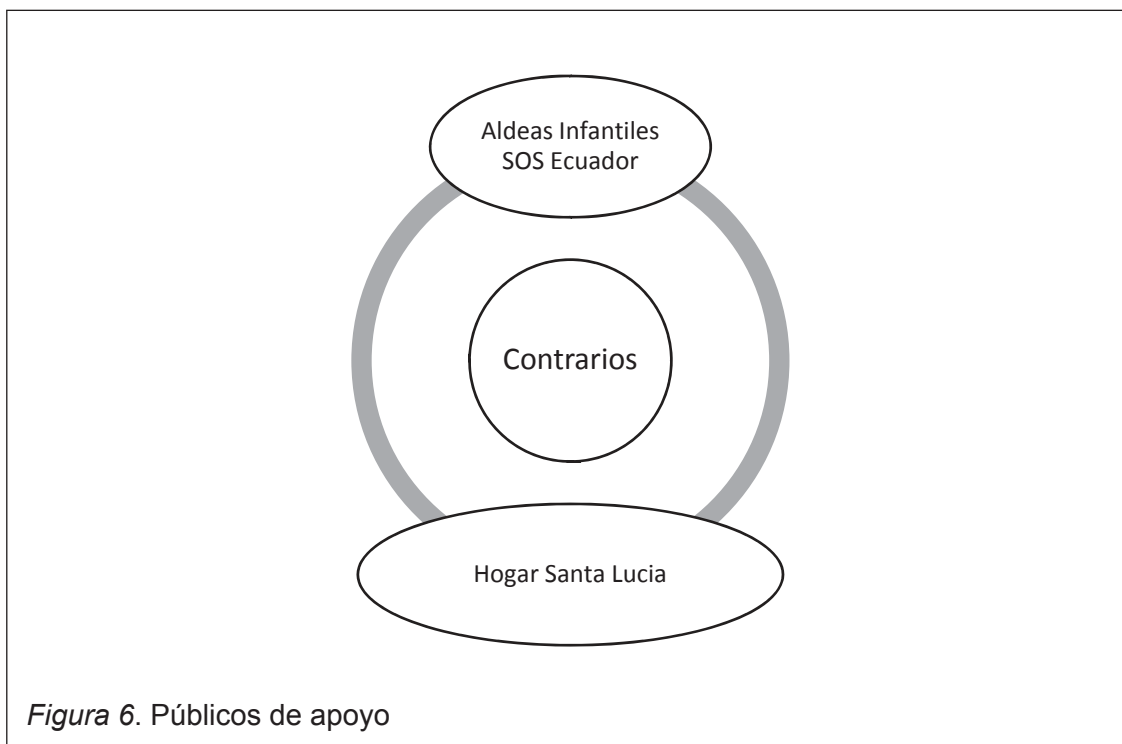 Aldeas Infantiles
SOS Ecuador
Contrarios
Hogar Santa Lucia
Figura 6. Públicos de apoyo